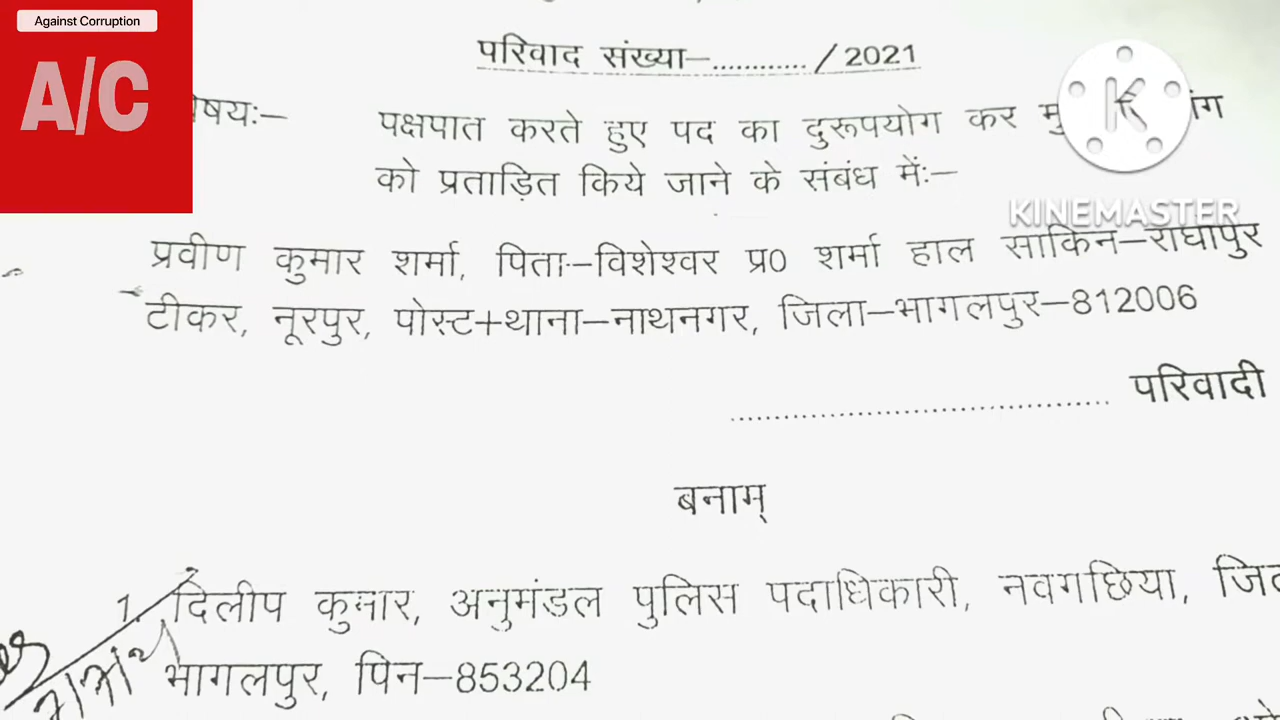 Against Corruption
A/C
परिवाद संख्या–............/2021
पक्षपात करते हुए पद का दुरूपयोग कर
को प्रताड़ित किये जाने के संबंध में:–
K
KINEMASTER
प्रवीण कुमार शर्मा, पिता–विशेश्वर प्र0 शर्मा हाल साकिन–राघोपुर
टीकर, नूरपुर, पोस्ट+थाना–नाथनगर, जिला–भागलपुर–812006
परिवादी
बनाम्
1. दिलीप कुमार, अनुमंडल पुलिस पदाधिकारी, नवगछिया,
भागलपुर, पिन–853204